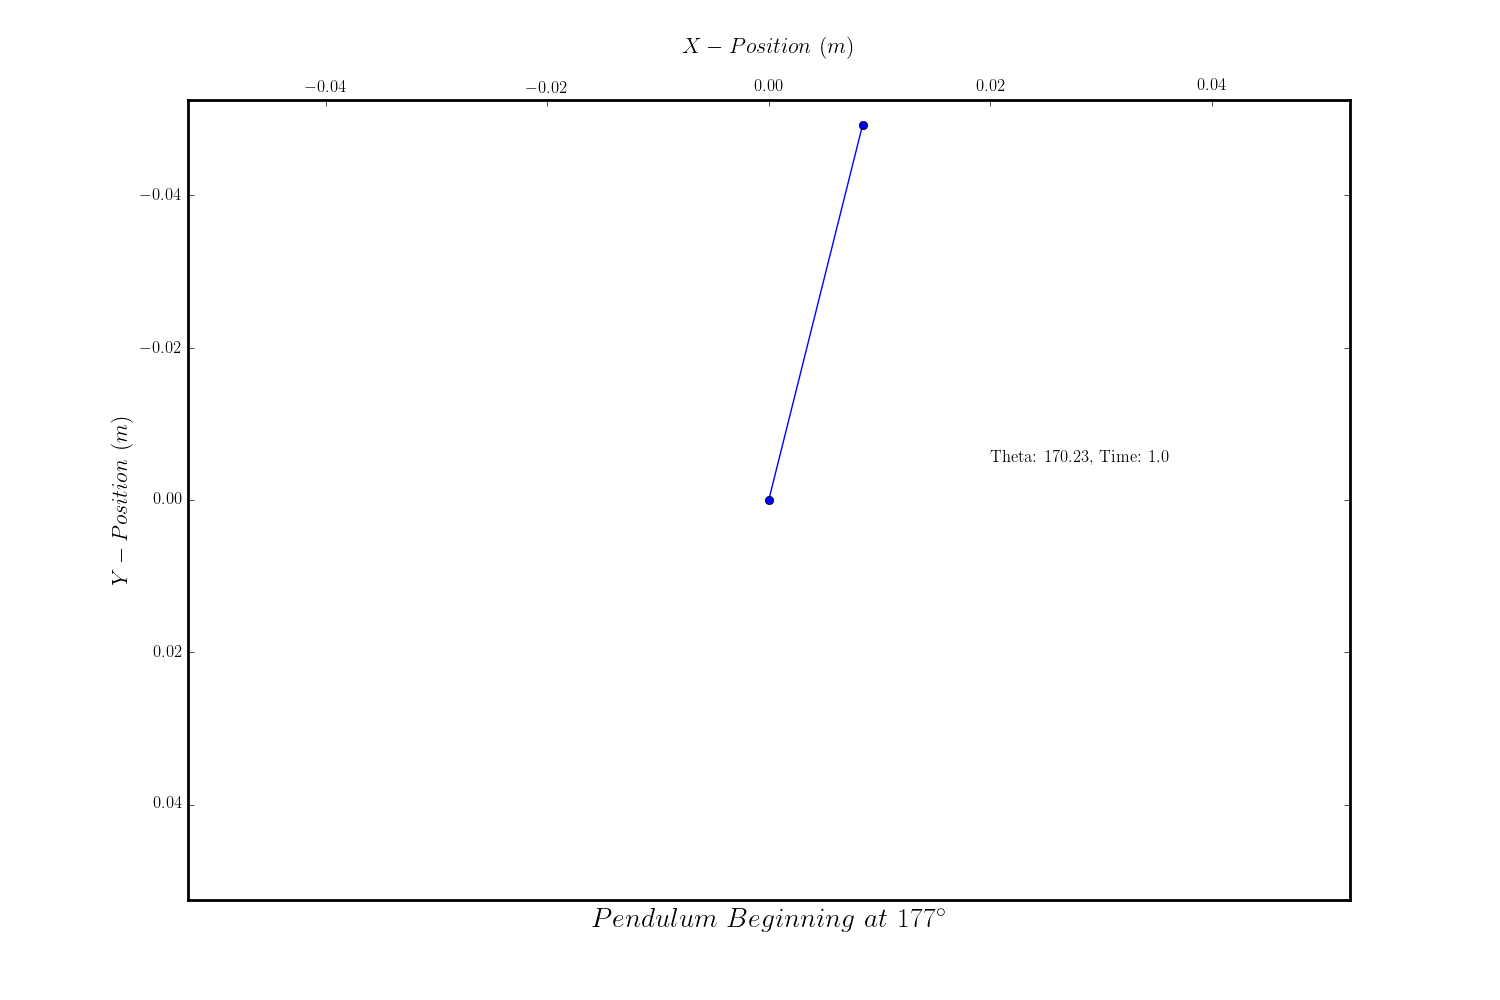 X − Position (m)
−0.04 −0.02 0.00 0.02 0.04
−0.04
−0.02
Y − Position (m)
Theta: 170.23, Time: 1.0
0.00
0.02
0.04
Pendulum Beginning at 177°